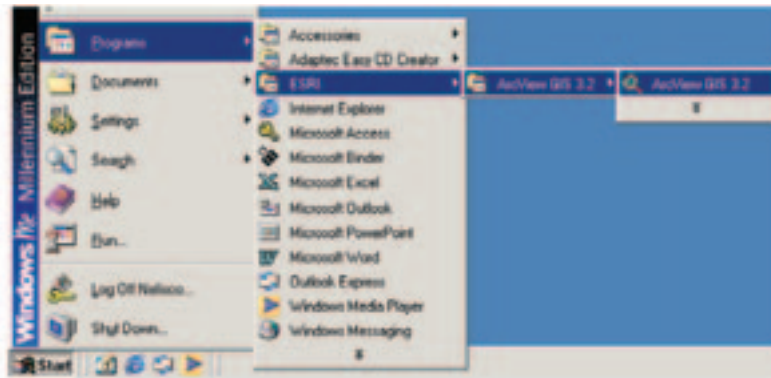 Windows Me Millennium Edition
Programs
Documents
Settings
Search
Help
Run...
Log Off Nelisco...
Shut Down...
Start
Accessories
Adaptec Easy CD Creator
ESRI
Internet Explorer
Microsoft Access
Microsoft Binder
Microsoft Excel
Microsoft Outlook
Microsoft PowerPoint
Microsoft Word
Outlook Express
Windows Media Player
Windows Messaging
ArcView GIS 3.2
ArcView GIS 3.2